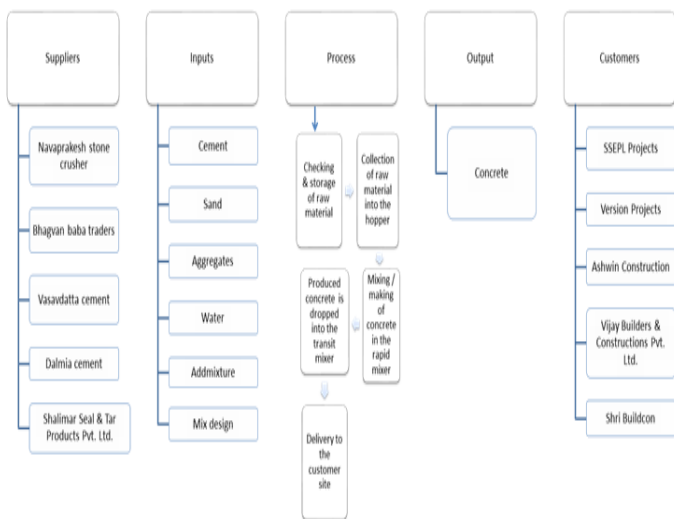 Suppliers
Navaprakesh stone
crusher
Bhagvan baba traders
Vasavdatta cement
Dalmia cement
Shalimar Seal & Tar
Products Pvt. Ltd.
Inputs
Cement
Sand
Aggregates
Water
Addmixture
Mix design
Process
Checking
& storage
of raw
material
Collection
of raw
material
into the
hopper
Mixing /
making
of
concrete
in the
rapid
mixer
Produced
concrete is
dropped
into the
transit
mixer
Delivery to
the
customer
site
Output
Concrete
Customers
SSEPL Projects
Version Projects
Ashwin Construction
Vijay Builders &
Constructions Pvt.
Ltd.
Shri Buildcon